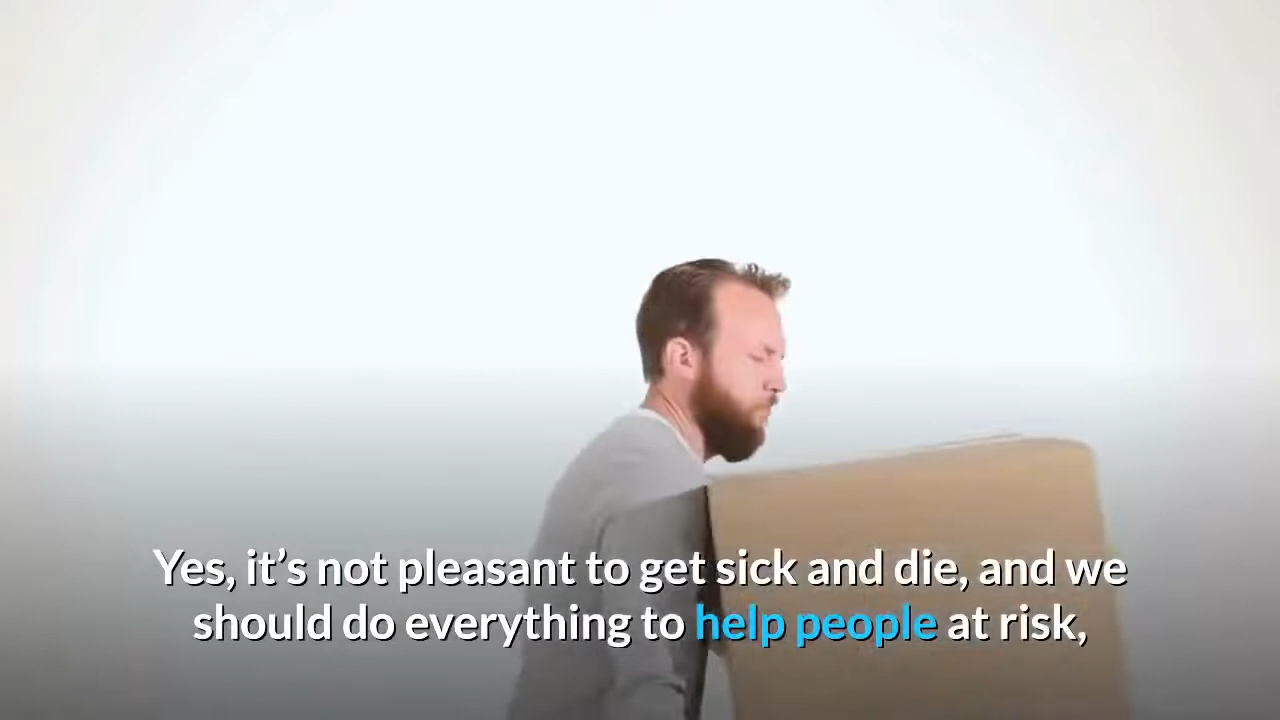 Yes, it’s not pleasant to get sick and die, and we
should do everything to help people at risk,